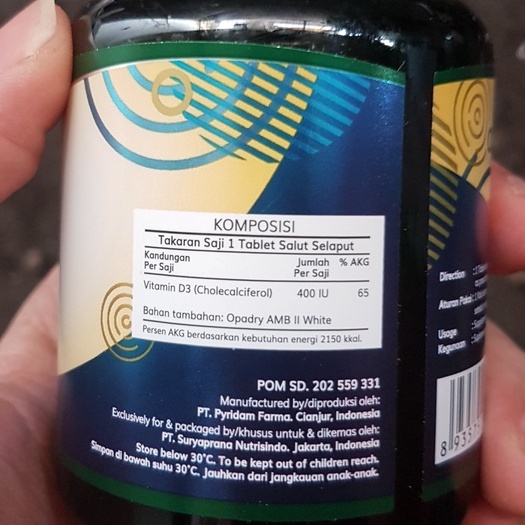 KOMPOSISI
Takaran Saji 1 Tablet Salut Selaput
Kandungan Per Saji Jumlah Per Saji % AKG
Vitamin D3 (Cholecalciferol) 400 IU 65
Bahan tambahan: Opadry AMB II White
Persen AKG berdasarkan kebutuhan energi 2150 kkal.
POM SD. 202 559 331
Manufactured by/diproduksi oleh:
PT. Pyridam Farma. Cianjur, Indonesia
Exclusively for & packaged by/khusus untuk & dikemas oleh:
PT. Suryaprana Nutrisindo. Jakarta, Indonesia
Store below 30°C. To be kept out of children reach.
Simpan di bawah suhu 30°C. Jauhkan dari jangkauan anak-anak.
Direction :
Aturan Pakai :
Usage :
Kegunaan :